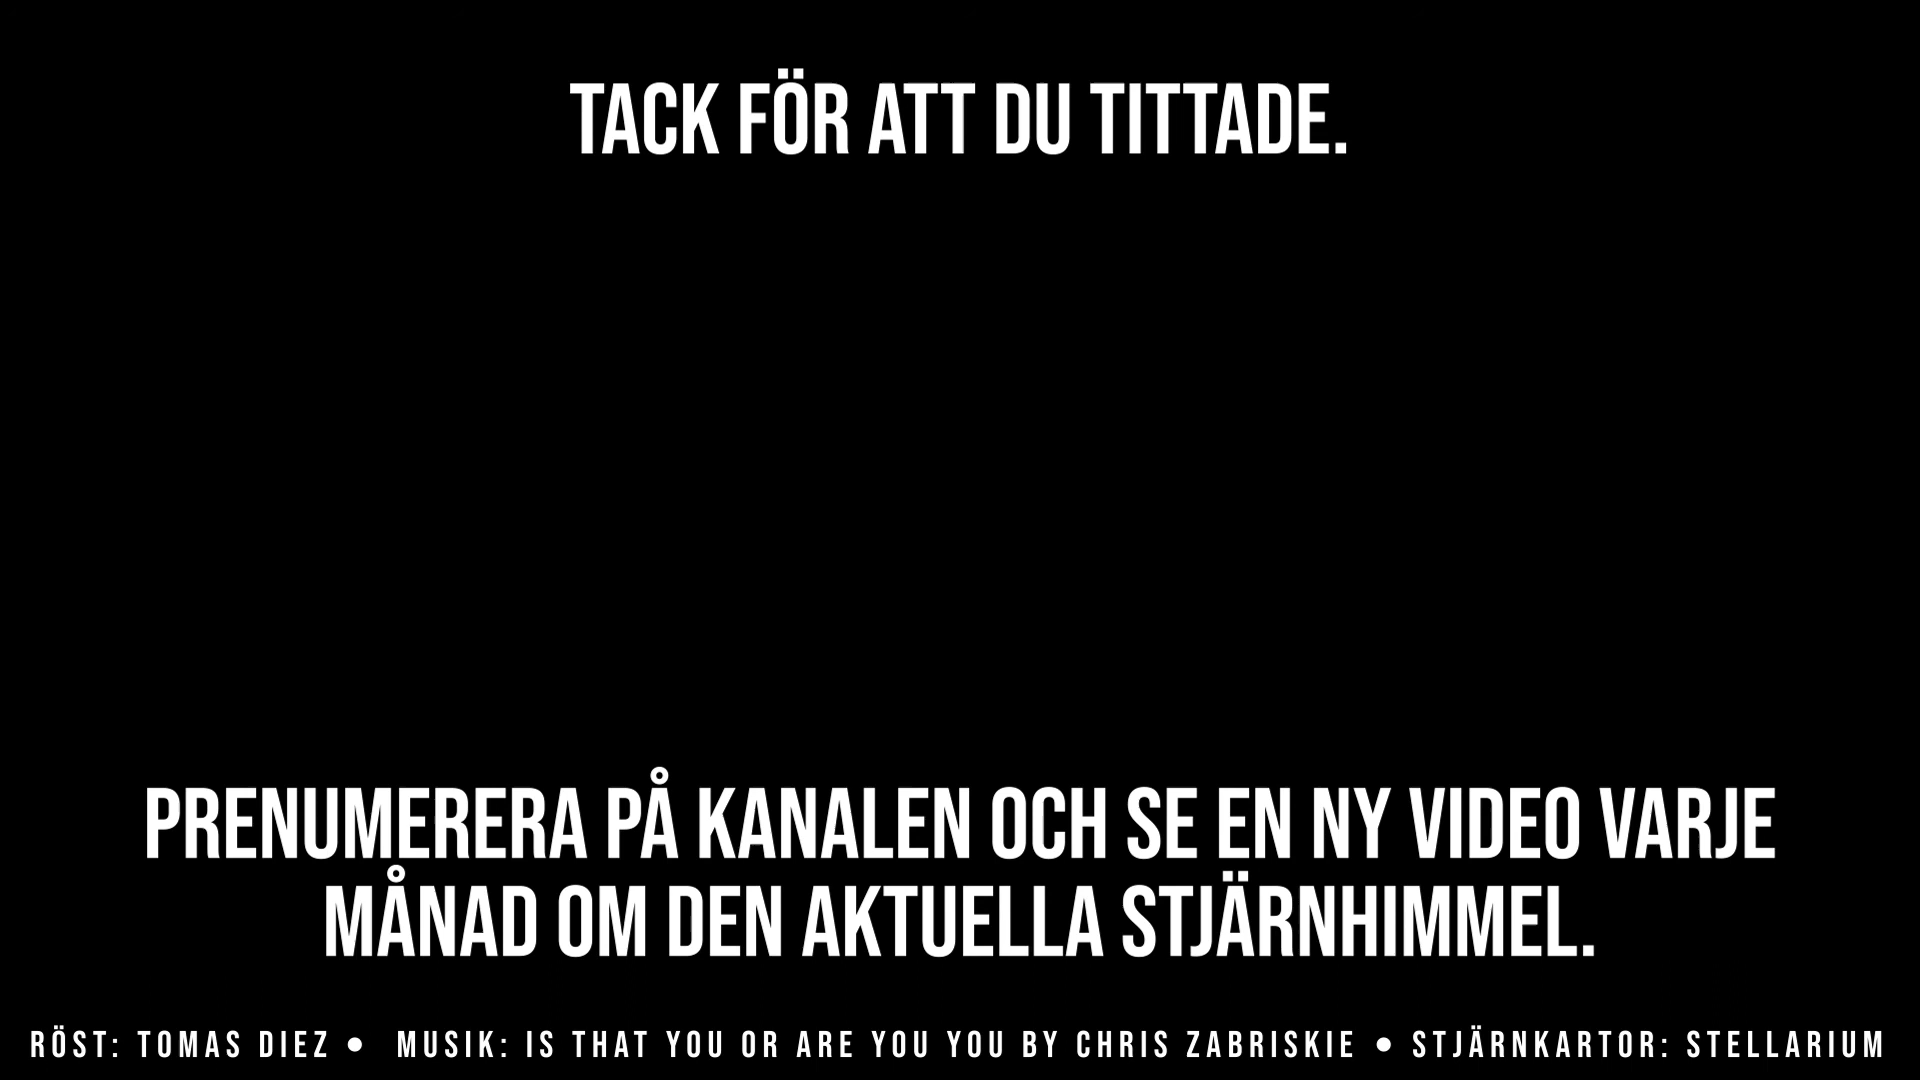 TACK FÖR ATT DU TITTADE.
PRENUMERERA PÅ KANALEN OCH SE EN NY VIDEO VARJE
MÅNAD OM DEN AKTUELLA STJÄRNHIMMEL.
RÖST: TOMAS DIEZ • MUSIK: IS THAT YOU OR ARE YOU YOU BY CHRIS ZABRISKIE • STJÄRNKARTOR: STELLARIUM